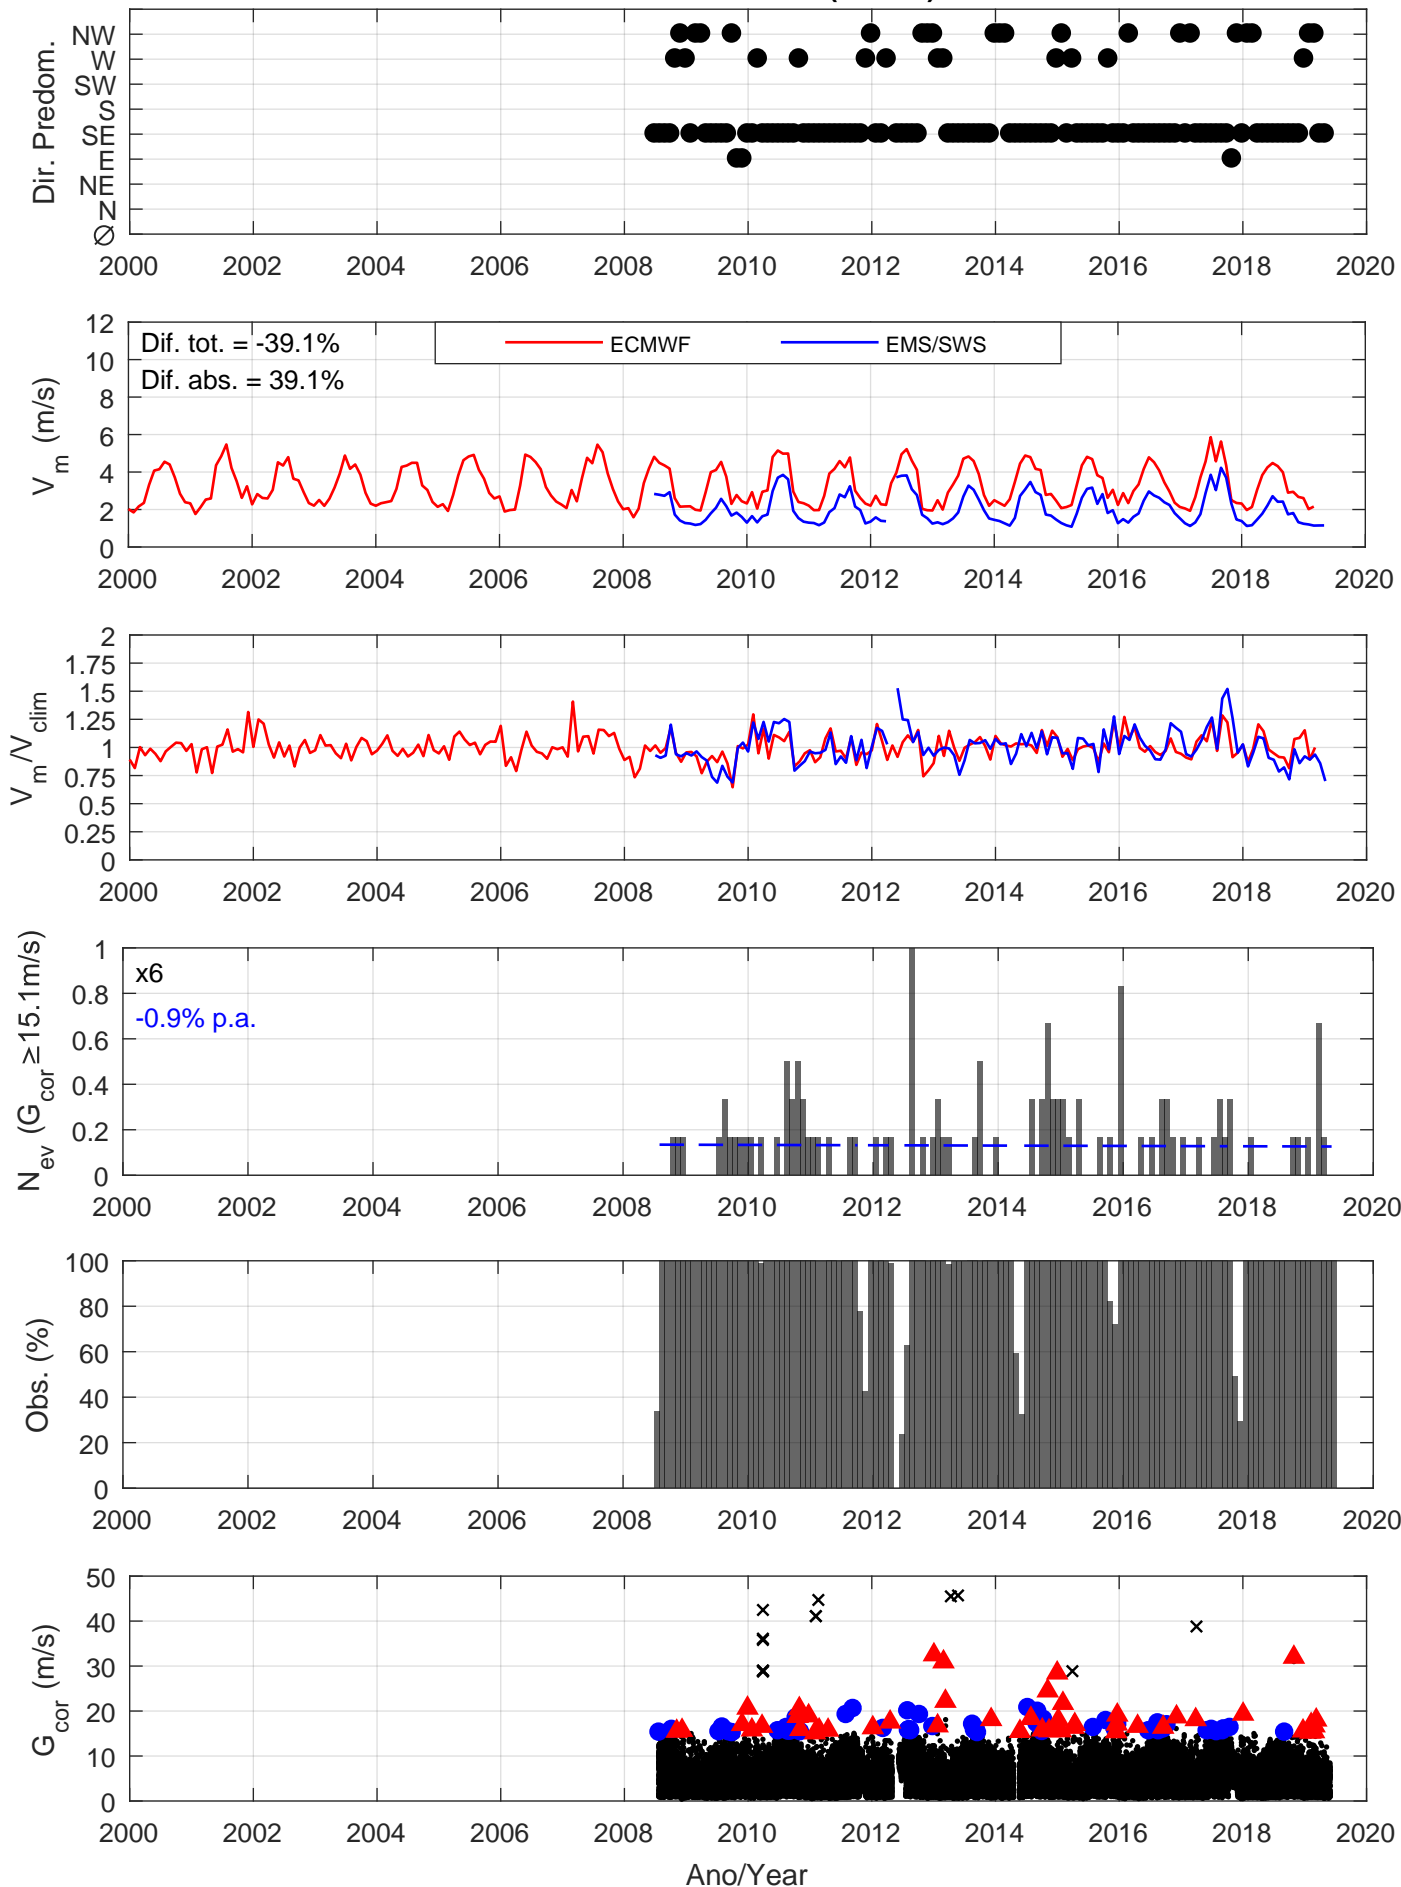 Dir. Predom.
NW
W
SW
S
SE
E
NE
N
Ø
2000 2002 2004 2006 2008 2010 2012 2014 2016 2018 2020
V_m (m/s)
12
10
8
6
4
2
0
Dif. tot. = -39.1%
Dif. abs. = 39.1%
ECMWF
EMS/SWS
2000 2002 2004 2006 2008 2010 2012 2014 2016 2018 2020
V_m/V_clim
2
1.75
1.5
1.25
1
0.75
0.5
0.25
0
2000 2002 2004 2006 2008 2010 2012 2014 2016 2018 2020
N_ev (G_cor ≥15.1m/s)
1
0.8
0.6
0.4
0.2
0
x6
-0.9% p.a.
2000 2002 2004 2006 2008 2010 2012 2014 2016 2018 2020
Obs. (%)
100
80
60
40
20
0
2000 2002 2004 2006 2008 2010 2012 2014 2016 2018 2020
G_cor (m/s)
50
40
30
20
10
0
2000 2002 2004 2006 2008 2010 2012 2014 2016 2018 2020
Ano/Year